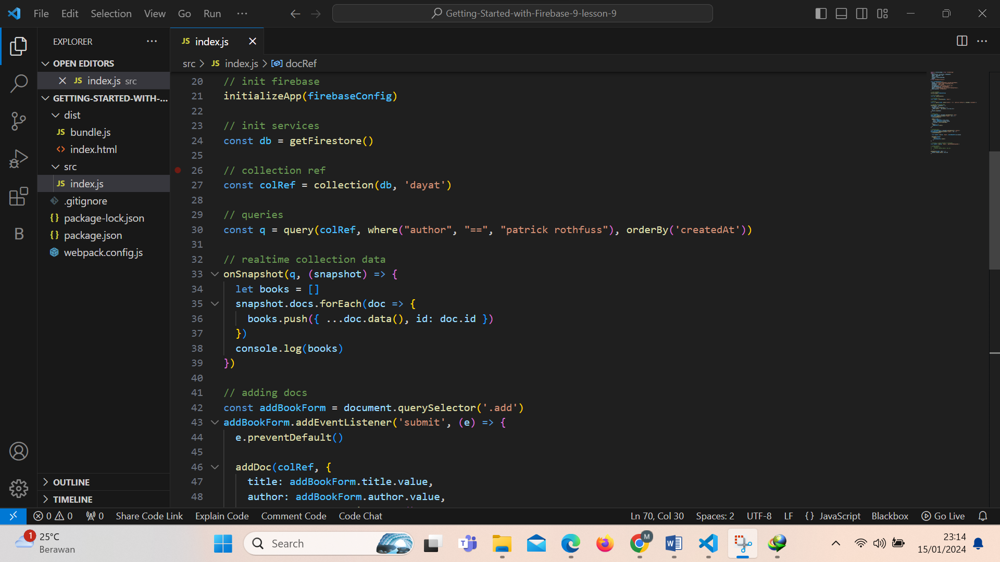 File Edit Selection View Go Run ···
Getting-Started-with-Firebase-9-lesson-9
EXPLORER
OPEN EDITORS
JS index.js src
GETTING-STARTED-WITH-...
dist
JS bundle.js
<> index.html
src
JS index.js
.gitignore
{} package-lock.json
{} package.json
webpack.config.js
B
OUTLINE
TIMELINE
JS index.js
src > JS index.js > docRef
20 // init firebase
21 initializeApp(firebaseConfig)
22
23 // init services
24 const db = getFirestore()
25
26 // collection ref
27 const colRef = collection(db, 'dayat')
28
29 // queries
30 const q = query(colRef, where("author", "==", "patrick rothfuss"), orderBy('createdAt'))
31
32 // realtime collection data
33 onSnapshot(q, (snapshot) => {
34 let books = []
35 snapshot.docs.forEach(doc => {
36 books.push({ ...doc.data(), id: doc.id })
37 })
38 console.log(books)
39 })
40
41 // adding docs
42 const addBookForm = document.querySelector('.add')
43 addBookForm.addEventListener('submit', (e) => {
44 e.preventDefault()
45
46 addDoc(colRef, {
47 title: addBookForm.title.value,
48 author: addBookForm.author.value,
0 0 0 Share Code Link Explain Code Comment Code Code Chat Ln 70, Col 30 Spaces: 2 UTF-8 LF {} JavaScript Blackbox Go Live
1 25°C
Berawan
Search
T
M
W
23:14
15/01/2024